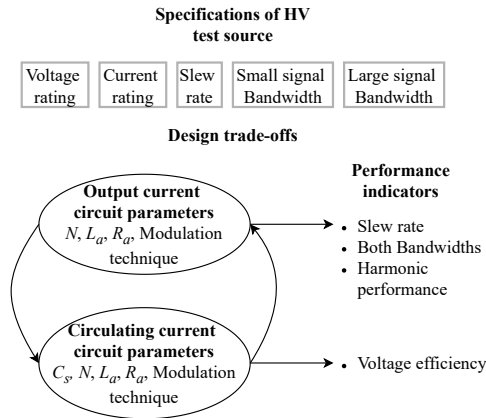 Specifications of HV
test source
Voltage
rating
Current
rating
Slew
rate
Small signal
Bandwidth
Large signal
Bandwidth
Design trade-offs
Output current
circuit parameters
N, Lₐ, Rₐ, Modulation
technique
Performance
indicators
• Slew rate
• Both Bandwidths
• Harmonic
performance
Circulating current
circuit parameters
Cₛ, N, Lₐ, Rₐ, Modulation
technique
• Voltage efficiency